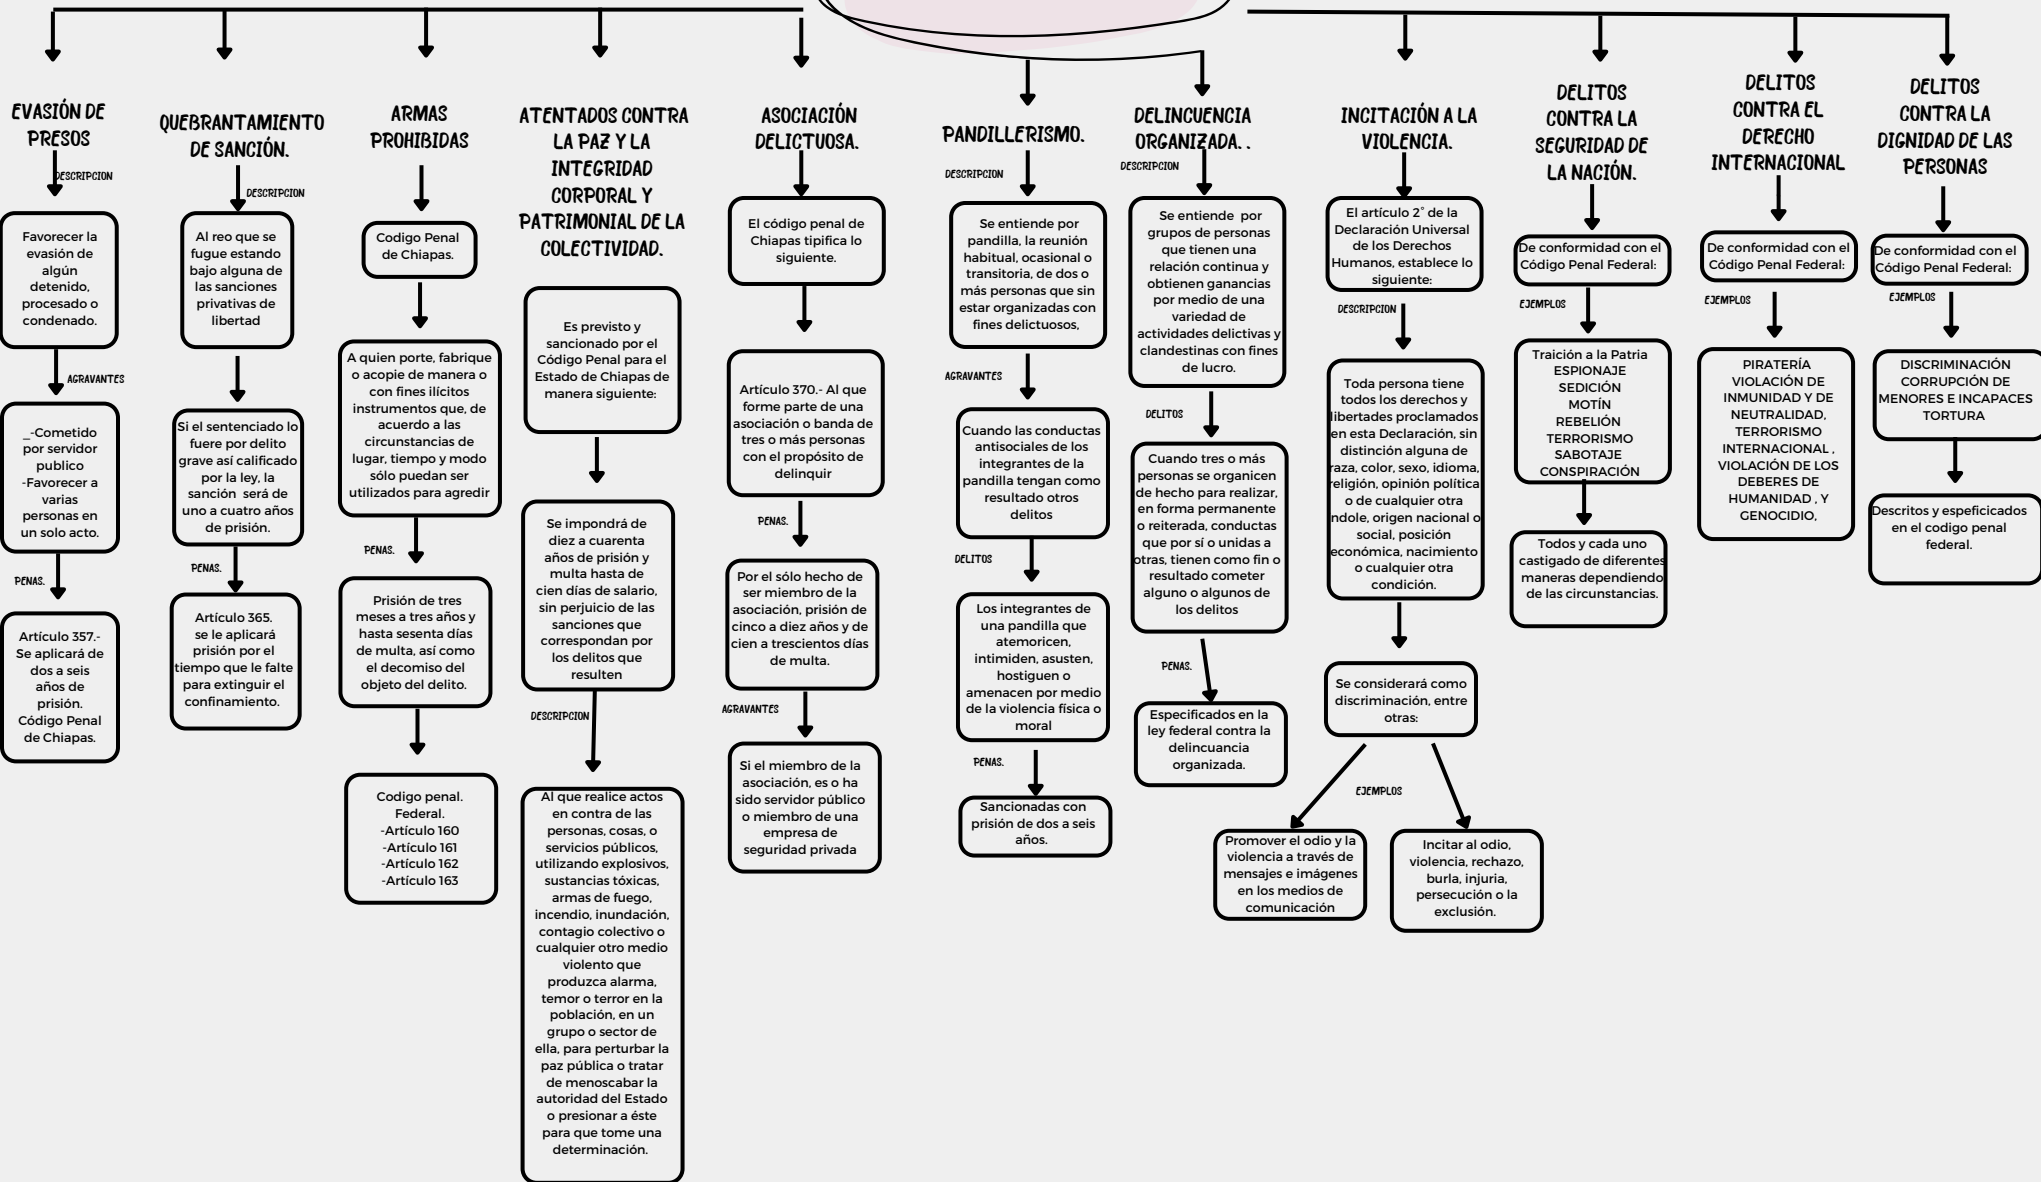 EVASIÓN DE
PRESOS
DESCRIPCION
Favorecer la
evasión de
algún
detenido,
procesado o
condenado.
AGRAVANTES
_-Cometido
por servidor
publico
-Favorecer a
varias
personas en
un solo acto.
PENAS.
Artículo 357.-
Se aplicará de
dos a seis
años de
prisión.
Código Penal
de Chiapas.
QUEBRANTAMIENTO
DE SANCIÓN.
DESCRIPCION
Al reo que se
fugue estando
bajo alguna de
las sanciones
privativas de
libertad
Si el sentenciado lo
fuere por delito
grave así calificado
por la ley, la
sanción será de
uno a cuatro años
de prisión.
PENAS.
Artículo 365.
se le aplicará
prisión por el
tiempo que le falte
para extinguir el
confinamiento.
ARMAS
PROHIBIDAS
Codigo Penal
de Chiapas.
A quien porte, fabrique
o acopie de manera o
con fines ilícitos
instrumentos que, de
acuerdo a las
circunstancias de
lugar, tiempo y modo
sólo puedan ser
utilizados para agredir
PENAS.
Prisión de tres
meses a tres años y
hasta sesenta días
de multa, así como
el decomiso del
objeto del delito.
Codigo penal.
Federal.
-Artículo 160
-Artículo 161
-Artículo 162
-Artículo 163
ATENTADOS CONTRA
LA PAZ Y LA
INTEGRIDAD
CORPORAL Y
PATRIMONIAL DE LA
COLECTIVIDAD.
Es previsto y
sancionado por el
Código Penal para el
Estado de Chiapas de
manera siguiente:
Se impondrá de
diez a cuarenta
años de prisión y
multa hasta de
cien días de salario,
sin perjuicio de las
sanciones que
correspondan por
los delitos que
resulten
DESCRIPCION
Al que realice actos
en contra de las
personas, cosas, o
servicios públicos,
utilizando explosivos,
sustancias tóxicas,
armas de fuego,
incendio, inundación,
contagio colectivo o
cualquier otro medio
violento que
produzca alarma,
temor o terror en la
población, en un
grupo o sector de
ella, para perturbar la
paz pública o tratar
de menoscabar la
autoridad del Estado
o presionar a éste
para que tome una
determinación.
ASOCIACIÓN
DELICTUOSA.
El código penal de
Chiapas tipifica lo
siguiente.
Artículo 370.- Al que
forme parte de una
asociación o banda de
tres o más personas
con el propósito de
delinquir
PENAS.
Por el sólo hecho de
ser miembro de la
asociación, prisión de
cinco a diez años y de
cien a trescientos días
de multa.
AGRAVANTES
Si el miembro de la
asociación, es o ha
sido servidor público
o miembro de una
empresa de
seguridad privada
PANDILLERISMO.
DESCRIPCION
Se entiende por
pandilla, la reunión
habitual, ocasional o
transitoria, de dos o
más personas que sin
estar organizadas con
fines delictuosos,
AGRAVANTES
Cuando las conductas
antisociales de los
integrantes de la
pandilla tengan como
resultado otros
delitos
DELITOS
Los integrantes de
una pandilla que
atemoricen,
intimiden, asusten,
hostiguen o
amenacen por medio
de la violencia física o
moral
PENAS.
Sancionadas con
prisión de dos a seis
años.
DELINCUENCIA
ORGANIZADA. .
DESCRIPCION
Se entiende por
grupos de personas
que tienen una
relación continua y
obtienen ganancias
por medio de una
variedad de
actividades delictivas y
clandestinas con fines
de lucro.
DELITOS
Cuando tres o más
personas se organicen
de hecho para realizar,
en forma permanente
o reiterada, conductas
que por sí o unidas a
otras, tienen como fin o
resultado cometer
alguno o algunos de
los delitos
PENAS.
Especificados en la
ley federal contra la
delincuancia
organizada.
INCITACIÓN A LA
VIOLENCIA.
El artículo 2° de la
Declaración Universal
de los Derechos
Humanos, establece lo
siguiente:
DESCRIPCION
Toda persona tiene
todos los derechos y
libertades proclamados
en esta Declaración, sin
distinción alguna de
raza, color, sexo, idioma,
religión, opinión política
o de cualquier otra
índole, origen nacional o
social, posición
económica, nacimiento
o cualquier otra
condición.
Se considerará como
discriminación, entre
otras:
EJEMPLOS
Promover el odio y la
violencia a través de
mensajes e imágenes
en los medios de
comunicación
Incitar al odio,
violencia, rechazo,
burla, injuria,
persecución o la
exclusión.
DELITOS
CONTRA LA
SEGURIDAD DE
LA NACIÓN.
De conformidad con el
Código Penal Federal:
EJEMPLOS
Traición a la Patria
ESPIONAJE
SEDICIÓN
MOTÍN
REBELIÓN
TERRORISMO
SABOTAJE
CONSPIRACIÓN
Todos y cada uno
castigado de diferentes
maneras dependiendo
de las circunstancias.
DELITOS
CONTRA EL
DERECHO
INTERNACIONAL
De conformidad con el
Código Penal Federal:
EJEMPLOS
PIRATERÍA
VIOLACIÓN DE
INMUNIDAD Y DE
NEUTRALIDAD,
TERRORISMO
INTERNACIONAL ,
VIOLACIÓN DE LOS
DEBERES DE
HUMANIDAD , Y
GENOCIDIO,
DELITOS
CONTRA LA
DIGNIDAD DE LAS
PERSONAS
De conformidad con el
Código Penal Federal:
EJEMPLOS
DISCRIMINACIÓN
CORRUPCIÓN DE
MENORES E INCAPACES
TORTURA
Descritos y espeficicados
en el codigo penal
federal.